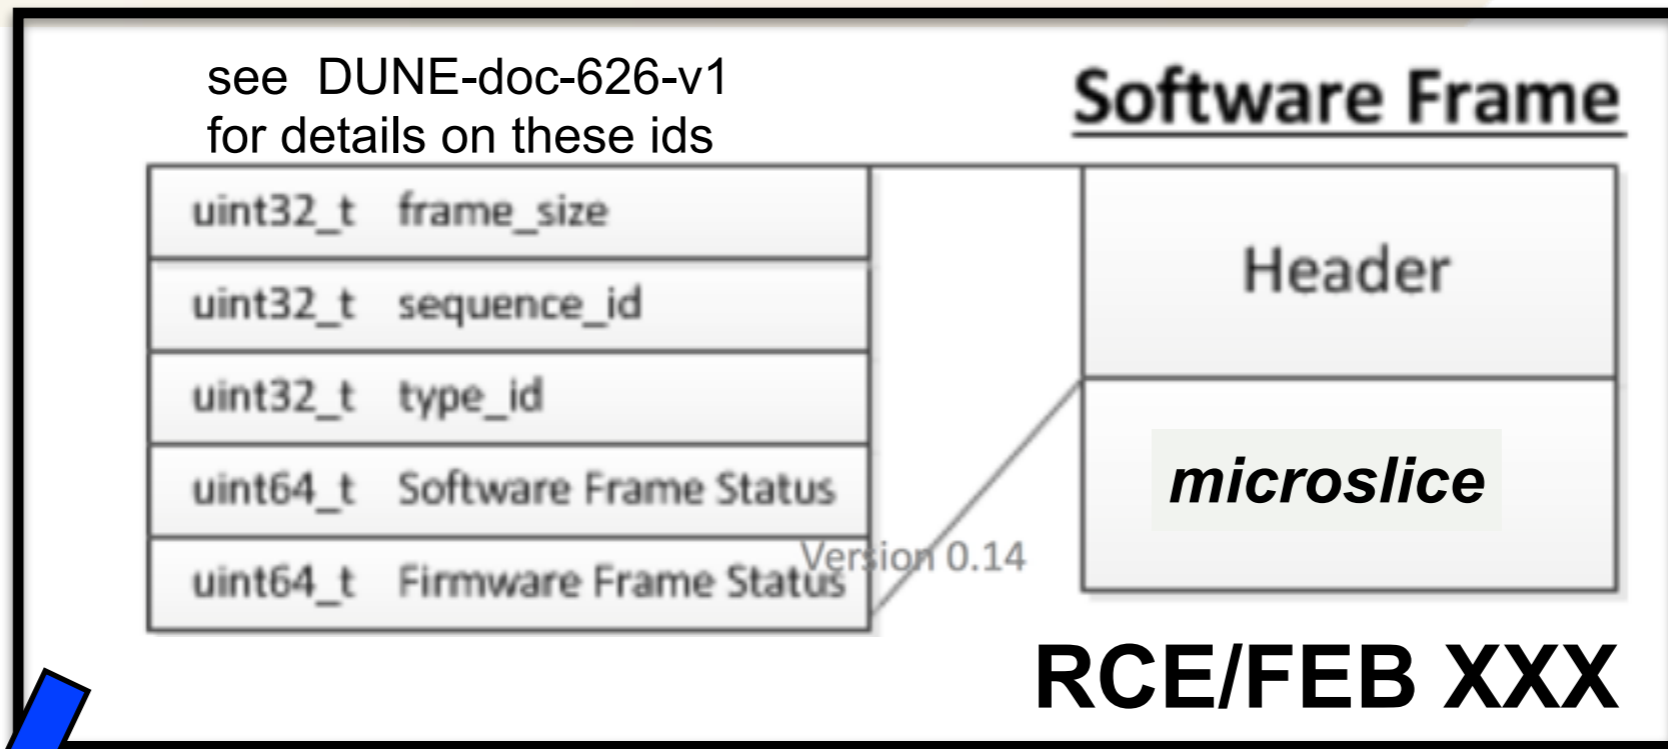 see DUNE-doc-626-v1
for details on these ids
Software Frame
uint32_t frame_size
uint32_t sequence_id
uint32_t type_id
uint64_t Software Frame Status
uint64_t Firmware Frame Status
Version 0.14
Header
microslice
RCE/FEB XXX